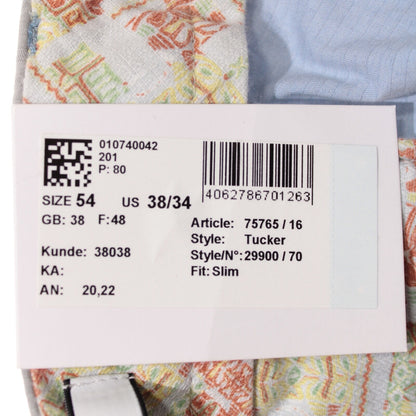 010740042
201
P: 80
4062786701263
SIZE 54 US 38/34
GB: 38 F:48
Article: 75765 / 16
Style: Tucker
Kunde: 38038
Style/N°: 29900 / 70
KA:
Fit: Slim
AN: 20,22